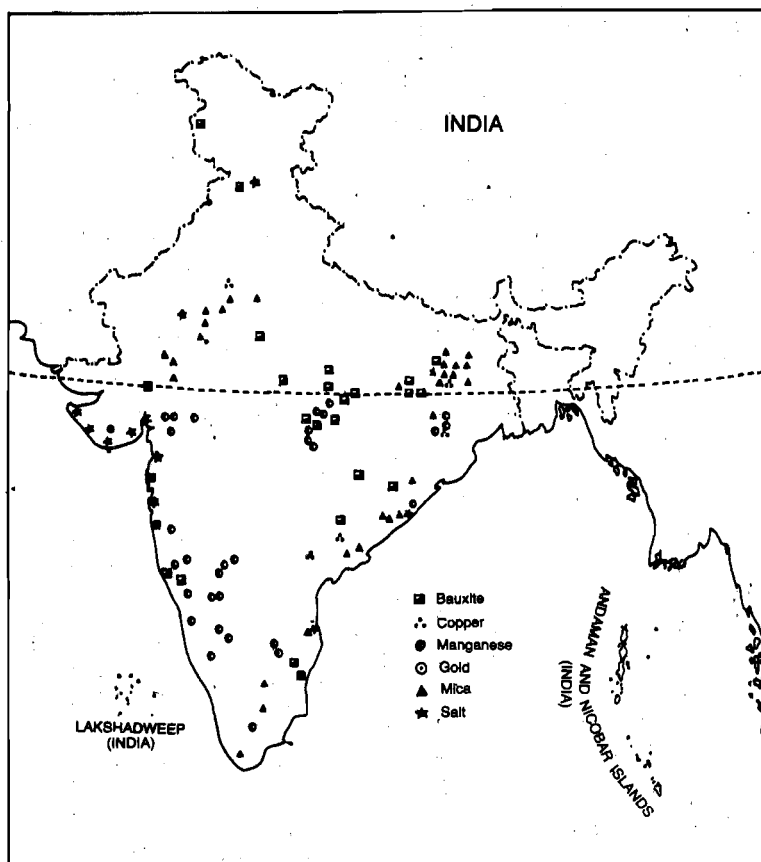 INDIA
Bauxite
Copper
Manganese
Gold
Mica
Salt
LAKSHADWEEP
(INDIA)
ANDAMAN AND NICOBAR ISLANDS
(INDIA)